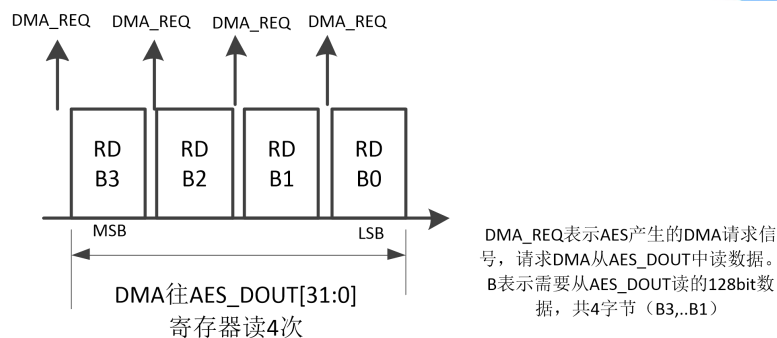 DMA_REQ DMA_REQ DMA_REQ DMA_REQ
RD RD RD RD
B3 B2 B1 B0
MSB LSB
DMA往AES_DOUT[31:0]
寄存器读4次
DMA_REQ表示AES产生的DMA请求信
号，请求DMA从AES_DOUT中读数据。
B表示需要从AES_DOUT读的128bit数
据，共4字节（B3,..B1）